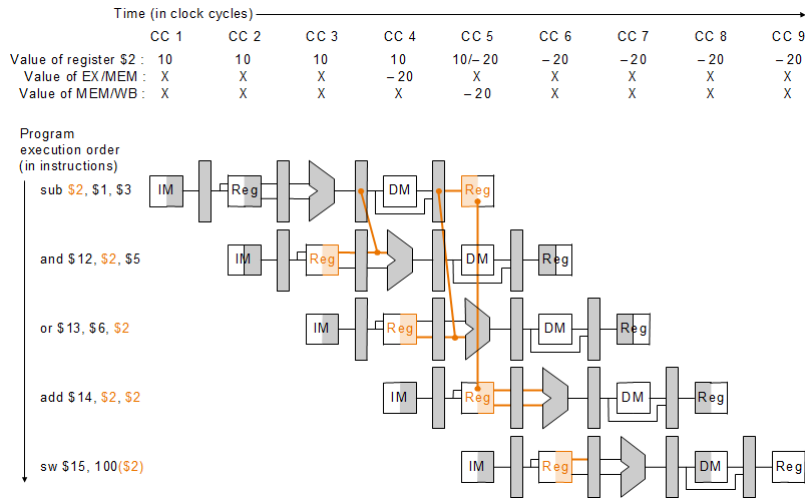 Time (in clock cycles)
CC 1 CC 2 CC 3 CC 4 CC 5 CC 6 CC 7 CC 8 CC 9
Value of register $2 : 10 10 10 10 10/– 20 – 20 – 20 – 20 – 20
Value of EX/MEM : X X X – 20 X X X X X
Value of MEM/WB : X X X X – 20 X X X X
Program
execution order
(in instructions)
sub $2, $1, $3 IM Reg DM Reg
and $12, $2, $5 IM Reg DM Reg
or $13, $6, $2 IM Reg DM Reg
add $14, $2, $2 IM Reg DM Reg
sw $15, 100($2) IM Reg DM Reg